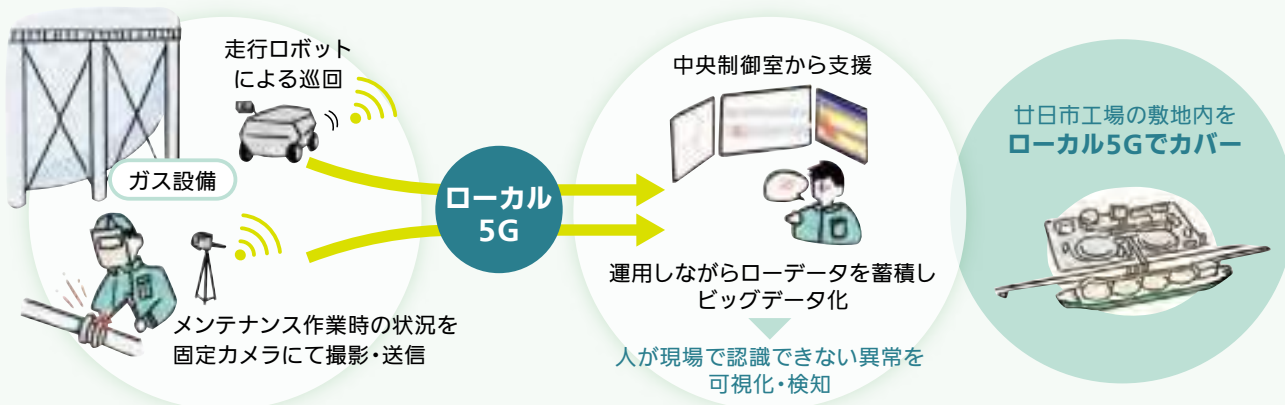 走行ロボット
による巡回
ガス設備
メンテナンス作業時の状況を
固定カメラにて撮影・送信
ローカル
5G
中央制御室から支援
運用しながらローデータを蓄積し
ビッグデータ化
人が現場で認識できない異常を
可視化・検知
廿日市工場の敷地内を
ローカル5Gでカバー